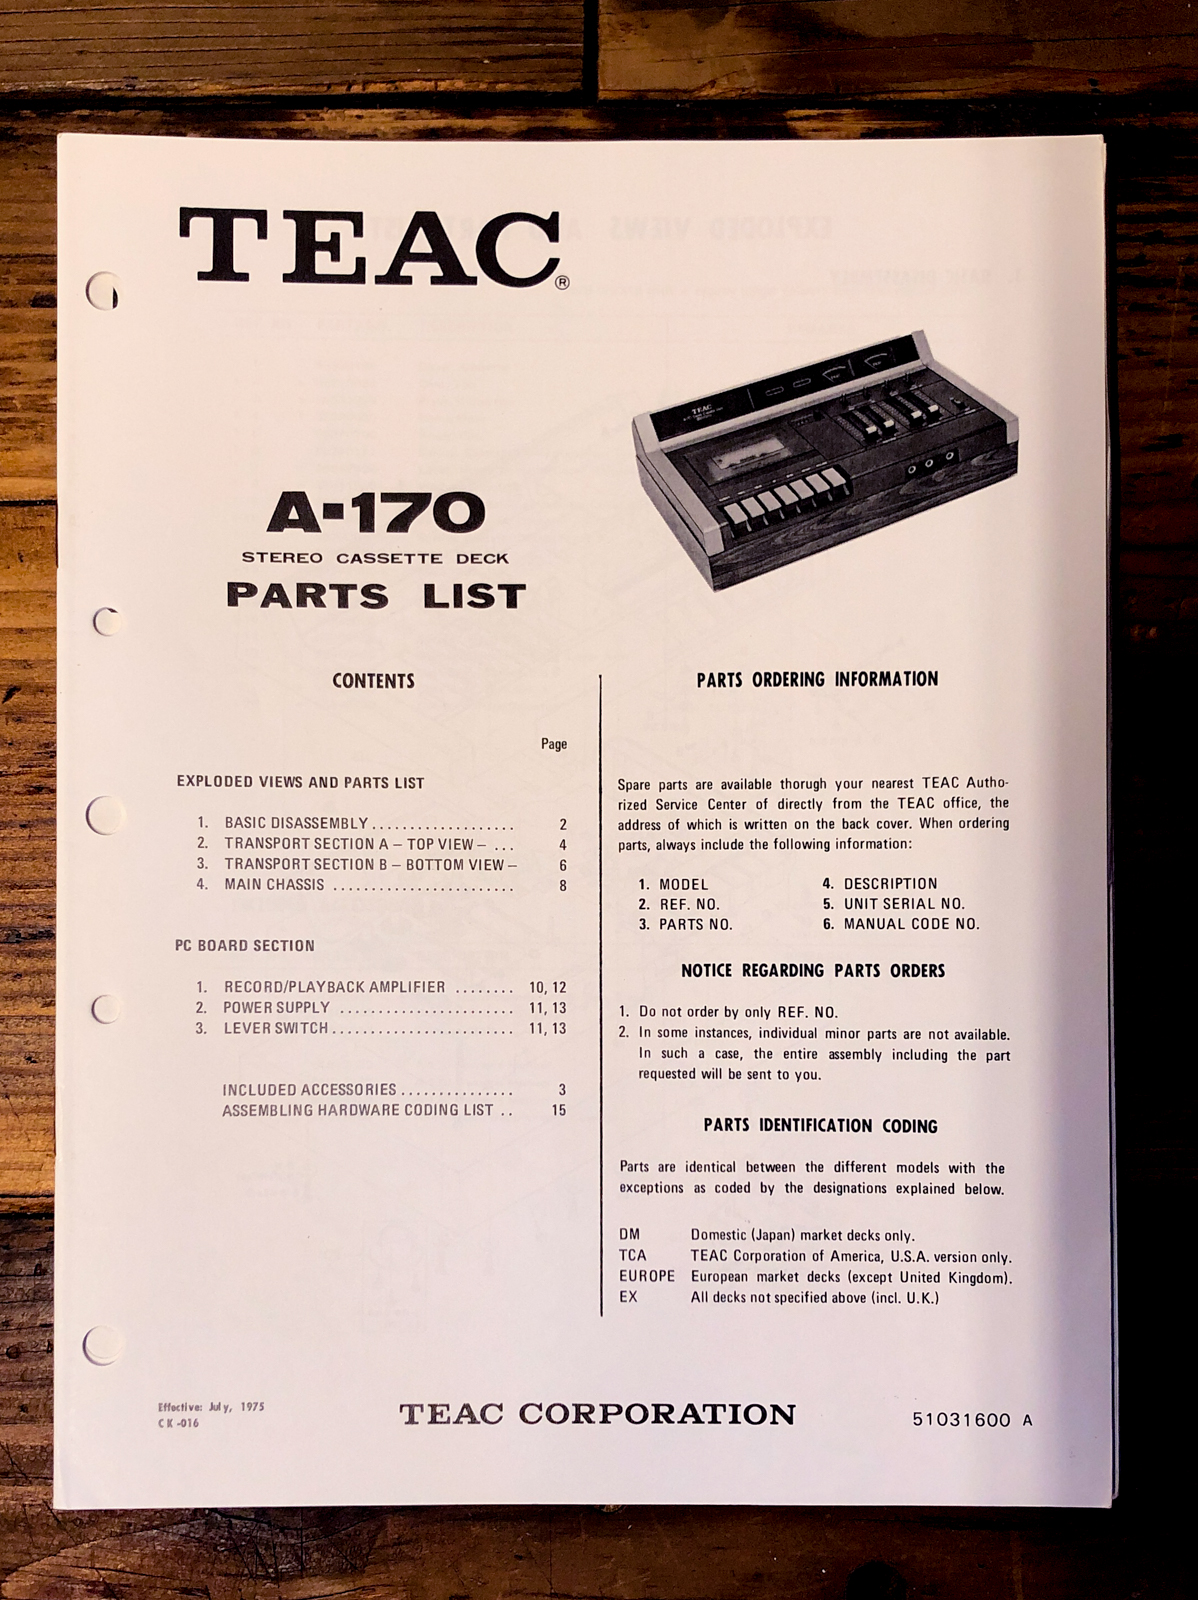 TEAC®
A-170
STEREO CASSETTE DECK
PARTS LIST
TEAC
CONTENTS
Page
EXPLODED VIEWS AND PARTS LIST
1. BASIC DISASSEMBLY................... 2
2. TRANSPORT SECTION A – TOP VIEW – ... 4
3. TRANSPORT SECTION B – BOTTOM VIEW – 6
4. MAIN CHASSIS ........................ 8
PC BOARD SECTION
1. RECORD/PLAYBACK AMPLIFIER ........ 10, 12
2. POWER SUPPLY ....................... 11, 13
3. LEVER SWITCH........................ 11, 13
INCLUDED ACCESSORIES............... 3
ASSEMBLING HARDWARE CODING LIST .. 15
PARTS ORDERING INFORMATION
Spare parts are available thorugh your nearest TEAC Autho-
rized Service Center of directly from the TEAC office, the
address of which is written on the back cover. When ordering
parts, always include the following information:
1. MODEL 4. DESCRIPTION
2. REF. NO. 5. UNIT SERIAL NO.
3. PARTS NO. 6. MANUAL CODE NO.
NOTICE REGARDING PARTS ORDERS
1. Do not order by only REF. NO.
2. In some instances, individual minor parts are not available.
In such a case, the entire assembly including the part
requested will be sent to you.
PARTS IDENTIFICATION CODING
Parts are identical between the different models with the
exceptions as coded by the designations explained below.
DM Domestic (Japan) market decks only.
TCA TEAC Corporation of America, U.S.A. version only.
EUROPE European market decks (except United Kingdom).
EX All decks not specified above (incl. U.K.)
Effective: July, 1975
CK-016
TEAC CORPORATION
51031600 A